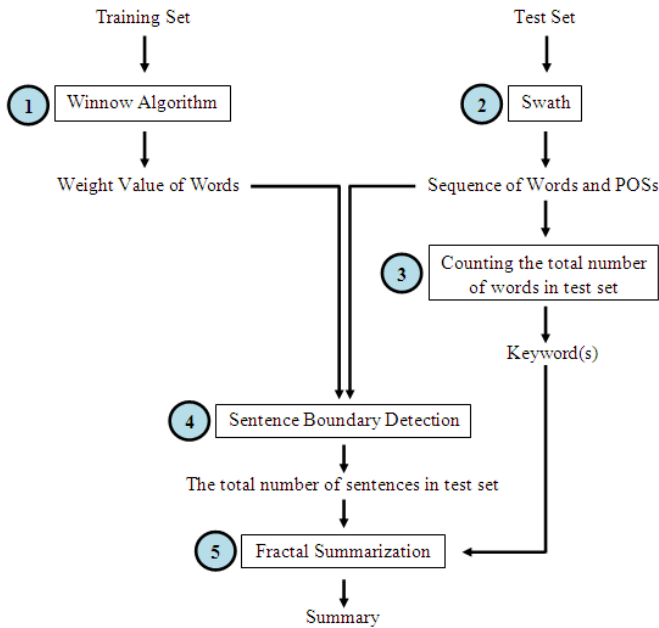 Training Set
Test Set
1
Winnow Algorithm
2
Swath
Weight Value of Words
Sequence of Words and POSs
3
Counting the total number
of words in test set
Keyword(s)
4
Sentence Boundary Detection
The total number of sentences in test set
5
Fractal Summarization
Summary